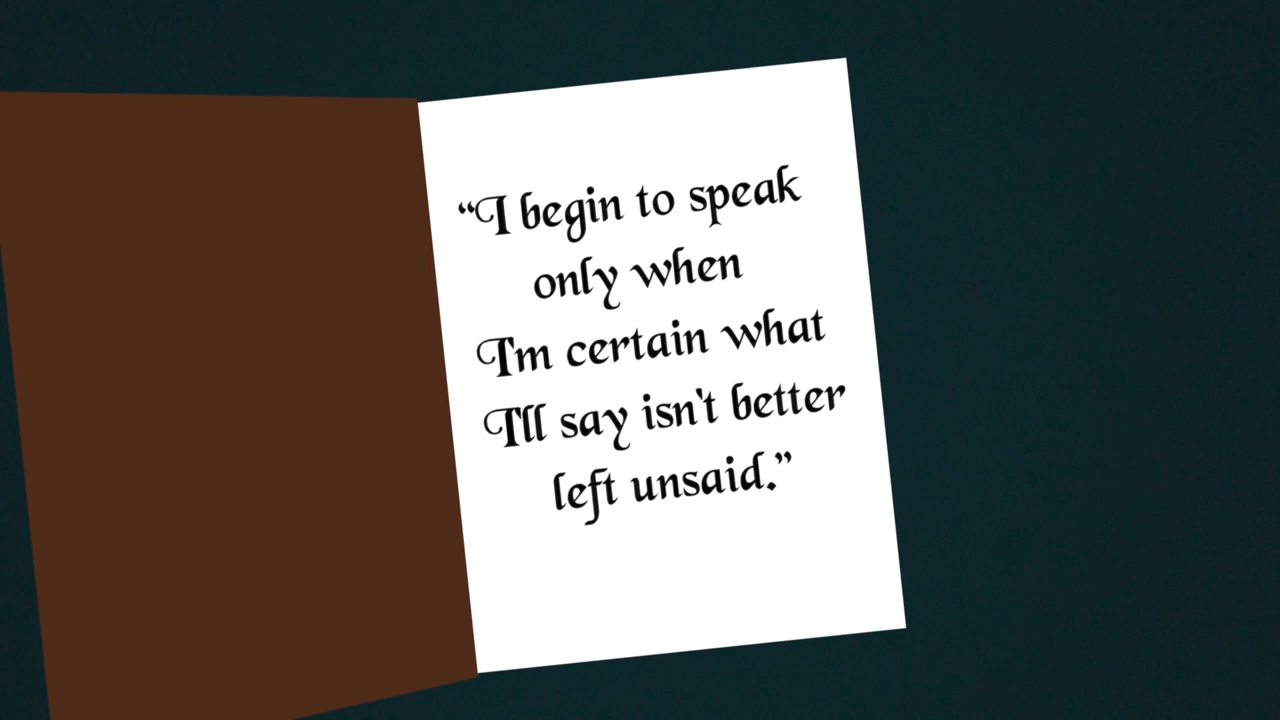 “I begin to speak
only when
I'm certain what
I'll say isn't better
left unsaid.”